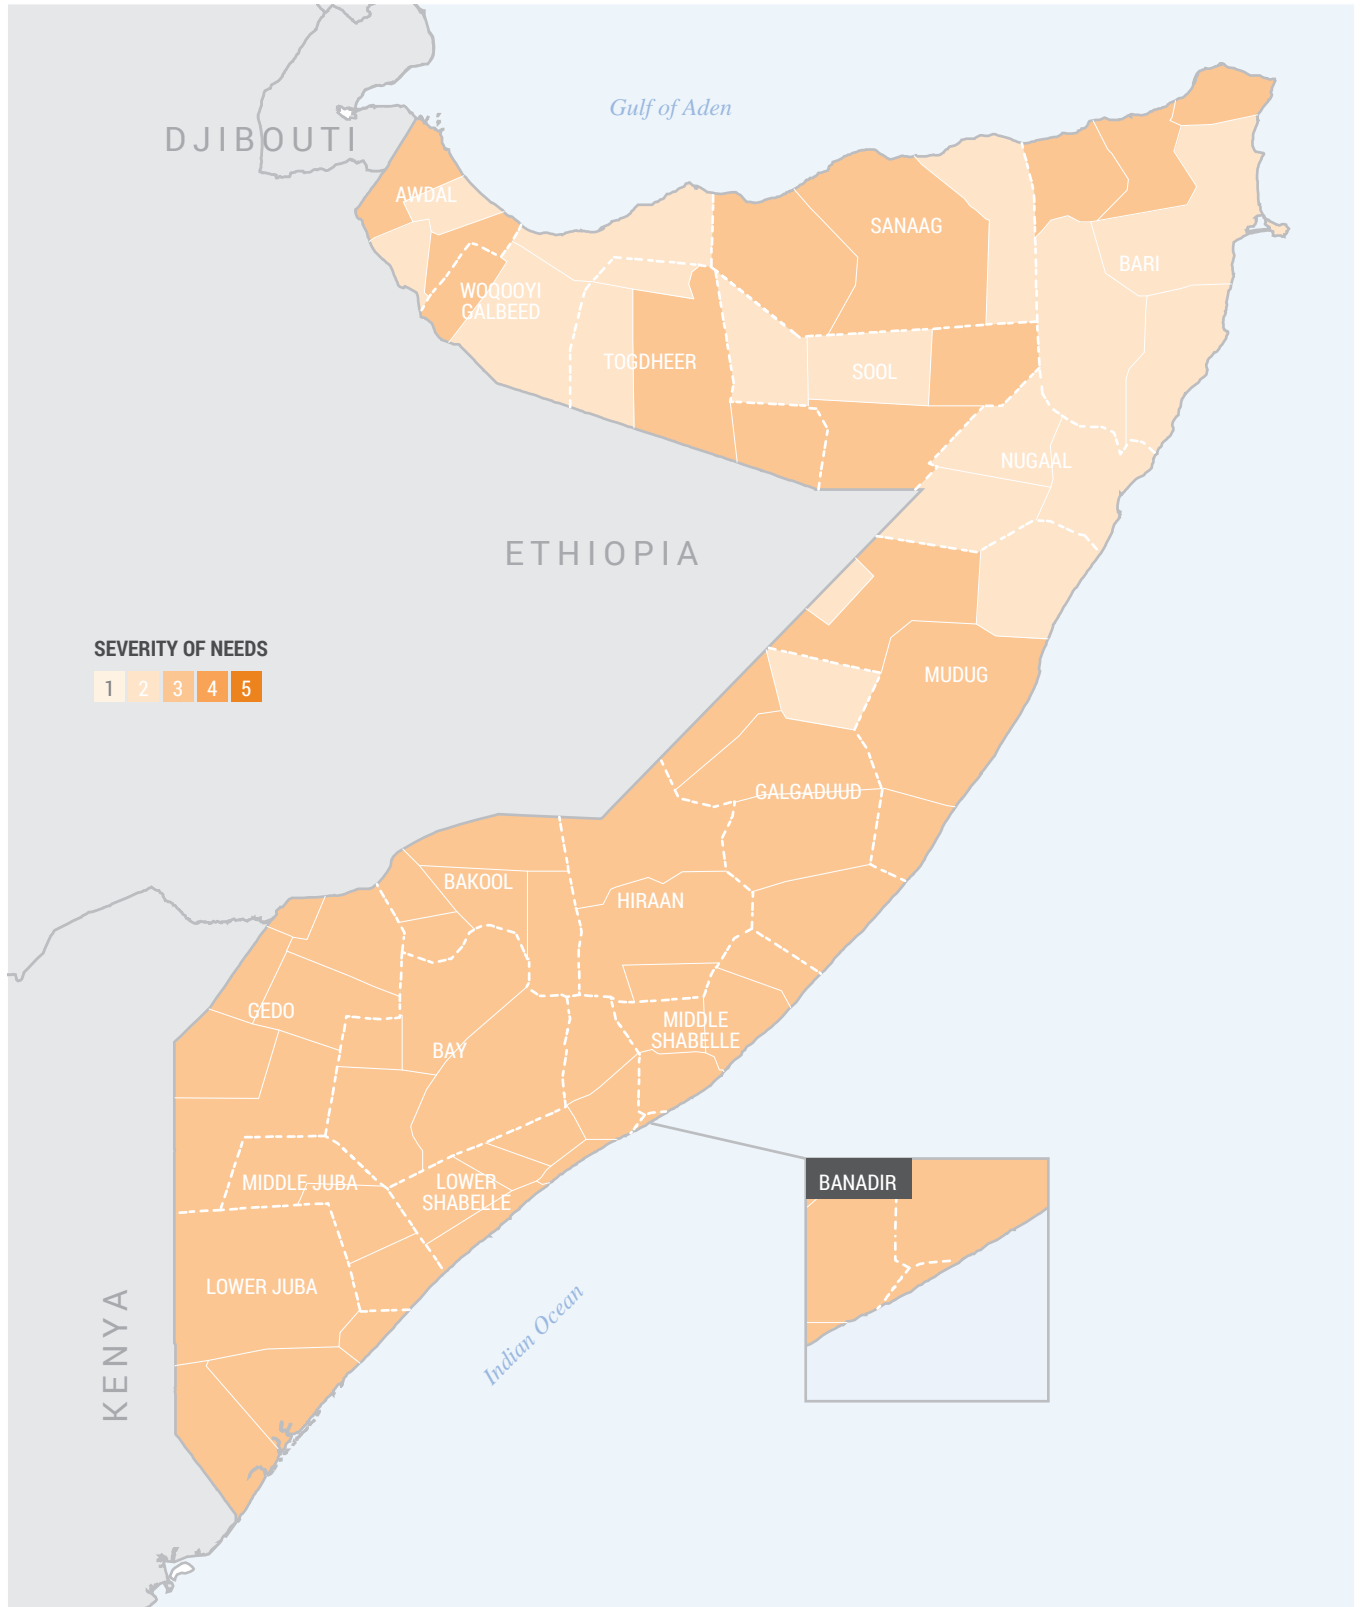 Gulf of Aden
DJIBOUTI
AWDAL
SANAAG
BARI
WOQOOYI
GALBEED
TOGDHEER
SOOL
NUGAAL
ETHIOPIA
SEVERITY OF NEEDS
1 2 3 4 5
MUDUG
GALGADUUD
BAKOOL
HIRAAN
GEDO
MIDDLE
SHABELLE
BAY
MIDDLE JUBA
LOWER
SHABELLE
BANADIR
LOWER JUBA
KENYA
Indian Ocean